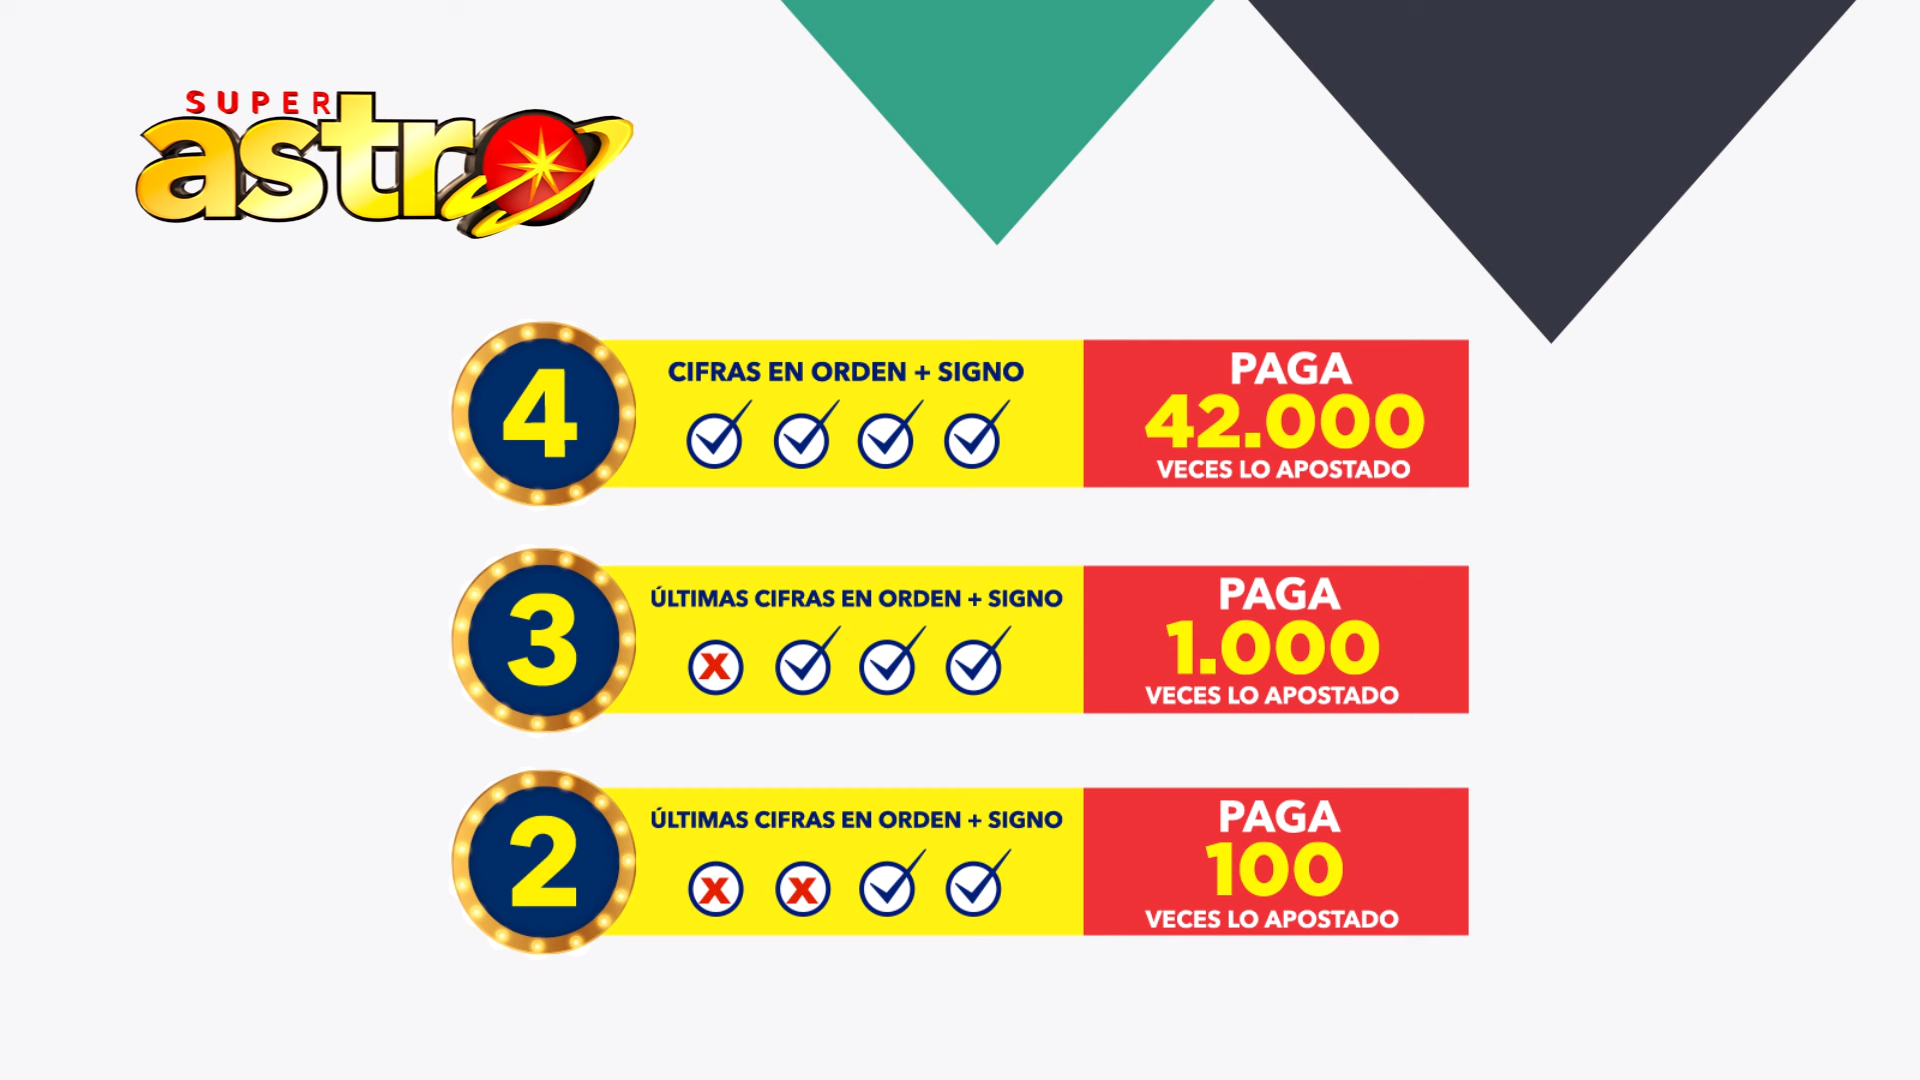 SUPER
astro
4
CIFRAS EN ORDEN + SIGNO
PAGA
42.000
VECES LO APOSTADO
3
ÚLTIMAS CIFRAS EN ORDEN + SIGNO
X
PAGA
1.000
VECES LO APOSTADO
2
ÚLTIMAS CIFRAS EN ORDEN + SIGNO
X X
PAGA
100
VECES LO APOSTADO